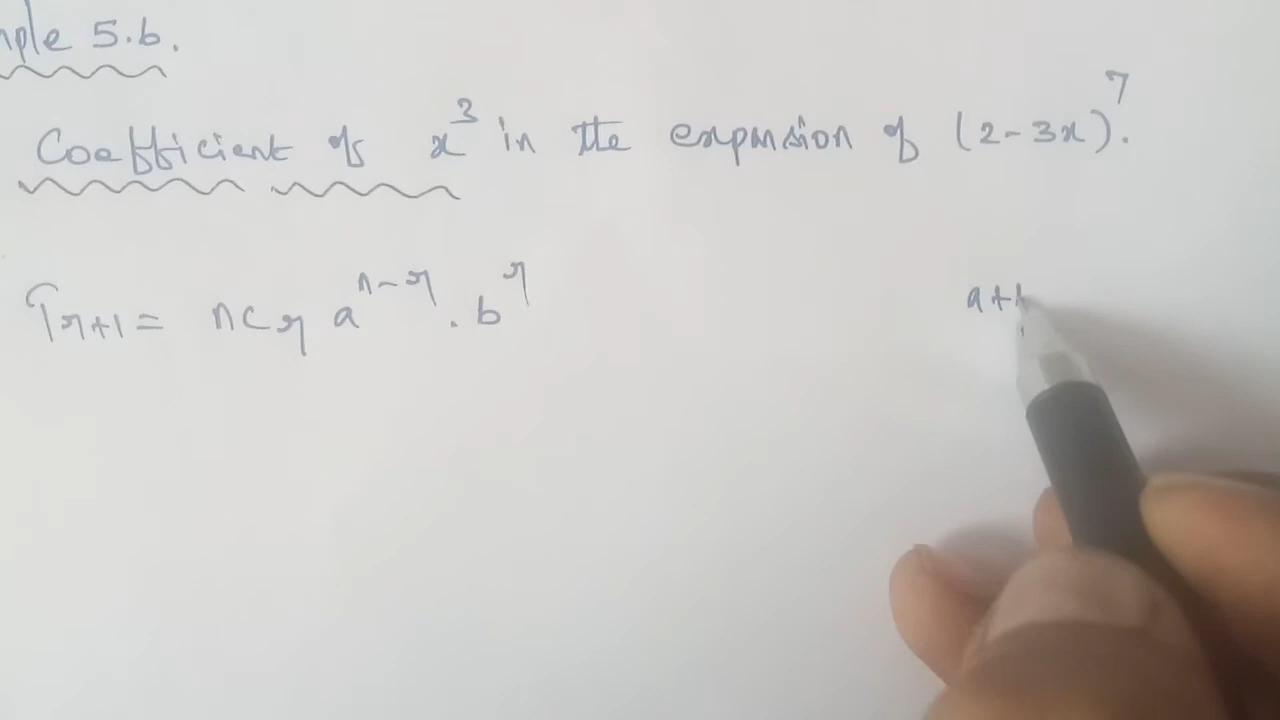 mple 5.6.
Coefficient of x³ in the expansion of (2-3x)⁷.
Tr+1 = nCr a^n-r . b^r
a+